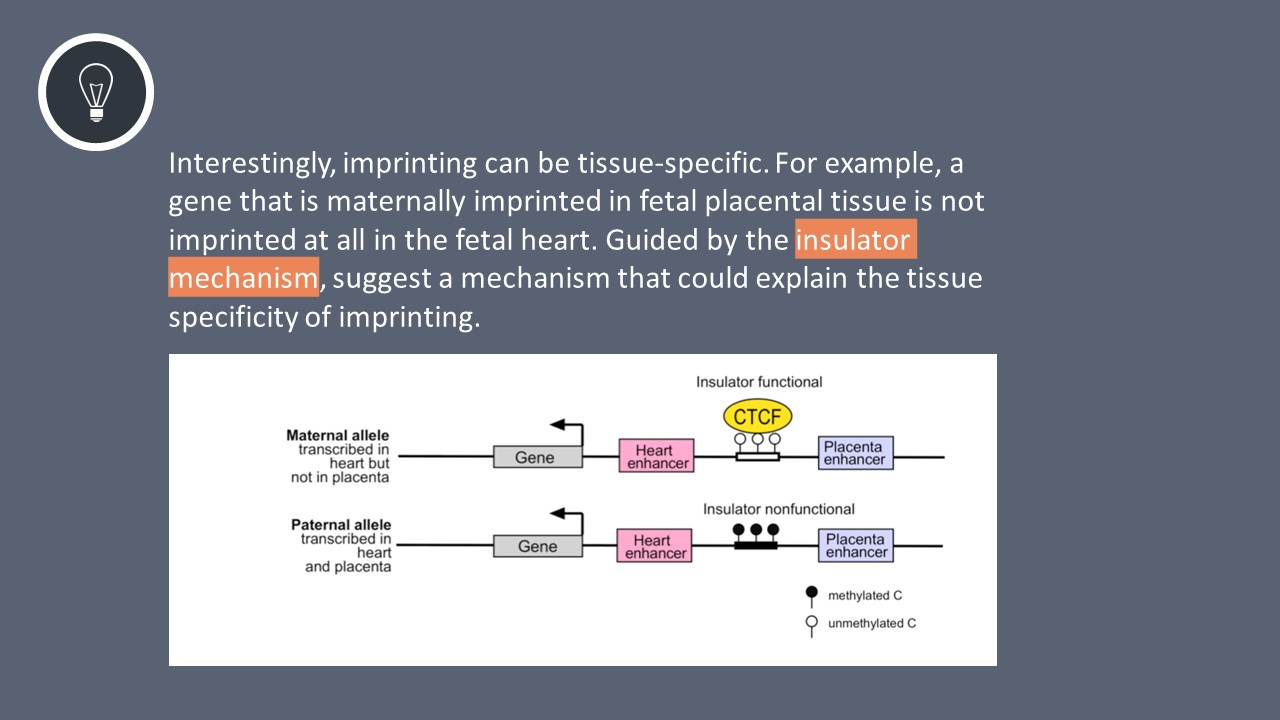 Interestingly, imprinting can be tissue-specific. For example, a
gene that is maternally imprinted in fetal placental tissue is not
imprinted at all in the fetal heart. Guided by the insulator
mechanism, suggest a mechanism that could explain the tissue
specificity of imprinting.
Insulator functional
CTCF
Maternal allele
transcribed in
heart but
not in placenta
Gene
Heart
enhancer
Placenta
enhancer
Insulator nonfunctional
Paternal allele
transcribed in
heart
and placenta
Gene
Heart
enhancer
Placenta
enhancer
methylated C
unmethylated C